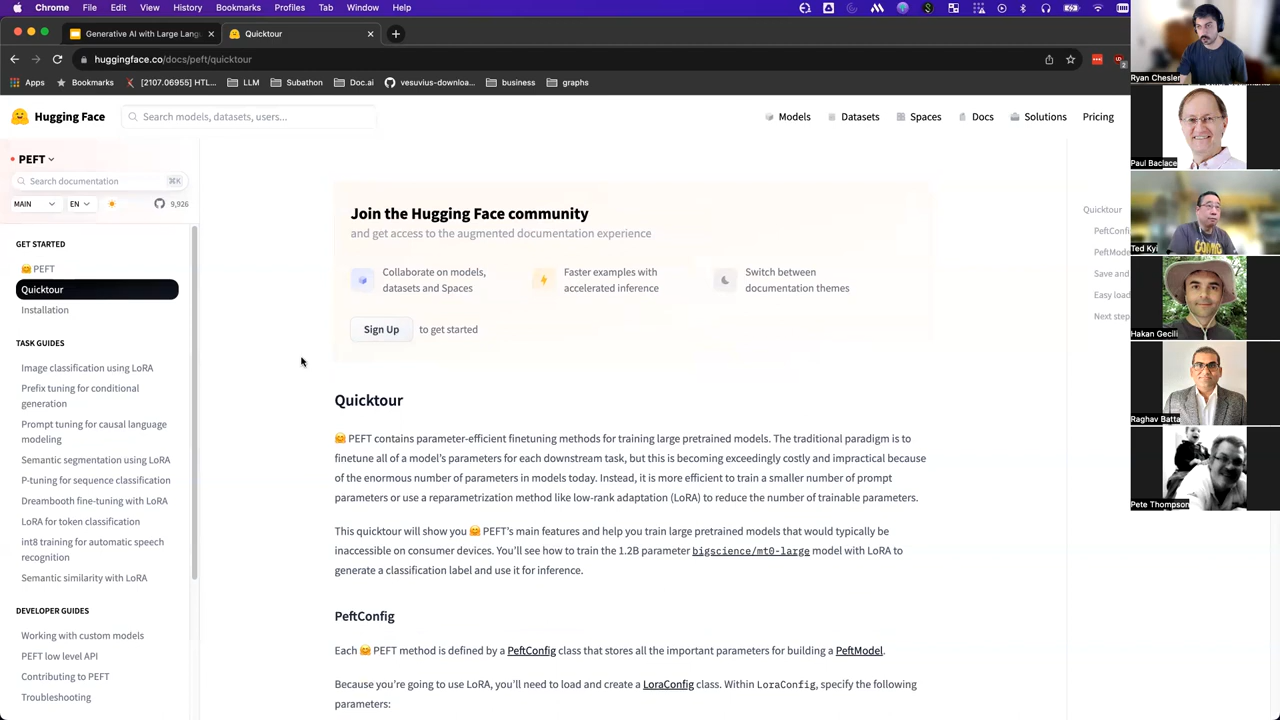 Chrome File Edit View History Bookmarks Profiles Tab Window Help
Generative AI with Large Lang
Quicktour
huggingface.co/docs/peft/quicktour
Apps Bookmarks [2107.06955] HTL... LLM Subathon Doc.ai vesuvius-downloa... business graphs
2
Hugging Face
Search models, datasets, users...
Models Datasets Spaces Docs Solutions Pricing
PEFT
Search documentation ⌘K
MAIN EN 9,926
GET STARTED
PEFT
Quicktour
Installation
TASK GUIDES
Image classification using LoRA
Prefix tuning for conditional
generation
Prompt tuning for causal language
modeling
Semantic segmentation using LoRA
P-tuning for sequence classification
Dreambooth fine-tuning with LoRA
LoRA for token classification
int8 training for automatic speech
recognition
Semantic similarity with LoRA
DEVELOPER GUIDES
Working with custom models
PEFT low level API
Contributing to PEFT
Troubleshooting
Join the Hugging Face community
and get access to the augmented documentation experience
Collaborate on models,
datasets and Spaces
Faster examples with
accelerated inference
Switch between
documentation themes
Sign Up to get started
Quicktour
PEFT contains parameter-efficient finetuning methods for training large pretrained models. The traditional paradigm is to
finetune all of a model's parameters for each downstream task, but this is becoming exceedingly costly and impractical because
of the enormous number of parameters in models today. Instead, it is more efficient to train a smaller number of prompt
parameters or use a reparametrization method like low-rank adaptation (LoRA) to reduce the number of trainable parameters.
This quicktour will show you PEFT's main features and help you train large pretrained models that would typically be
inaccessible on consumer devices. You'll see how to train the 1.2B parameter bigscience/mt0-large model with LoRA to
generate a classification label and use it for inference.
PeftConfig
Each PEFT method is defined by a PeftConfig class that stores all the important parameters for building a PeftModel.
Because you're going to use LoRA, you'll need to load and create a LoraConfig class. Within LoraConfig, specify the following
parameters:
Quicktour
PeftConfi
PeftMode
Save and
Easy load
Next step
Ryan Chesler
Paul Baclace
Ted Kyi
Hakan Gecili
Raghav Batta
Pete Thompson